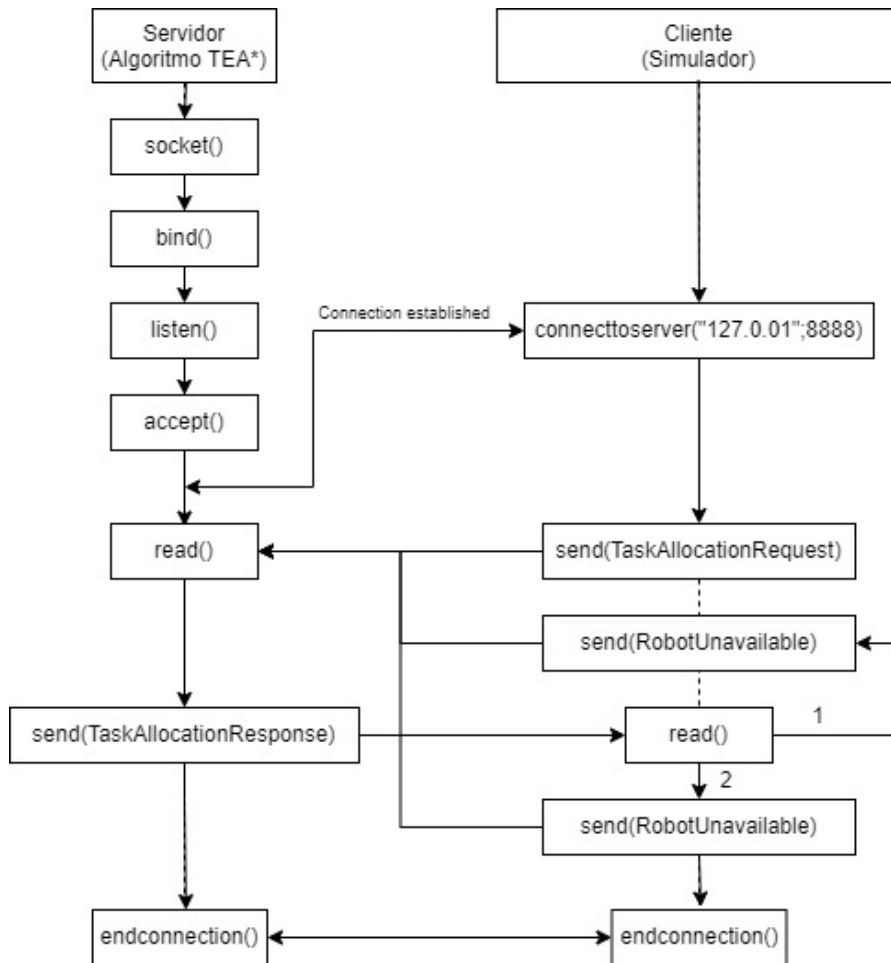 Servidor
(Algoritmo TEA*)
Cliente
(Simulador)
socket()
bind()
listen()
Connection established
connecttoserver("127.0.01";8888)
accept()
read()
send(TaskAllocationRequest)
send(RobotUnavailable)
send(TaskAllocationResponse)
read()
1
2
send(RobotUnavailable)
endconnection()
endconnection()